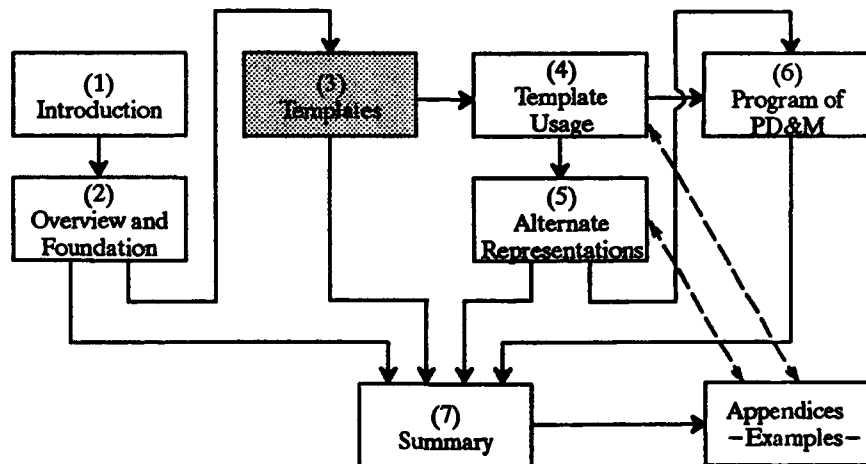 (1)
Introduction
(2)
Overview and
Foundation
(3)
Templates
(4)
Template
Usage
(5)
Alternate
Representations
(6)
Program of
PD&M
(7)
Summary
Appendices
–Examples–